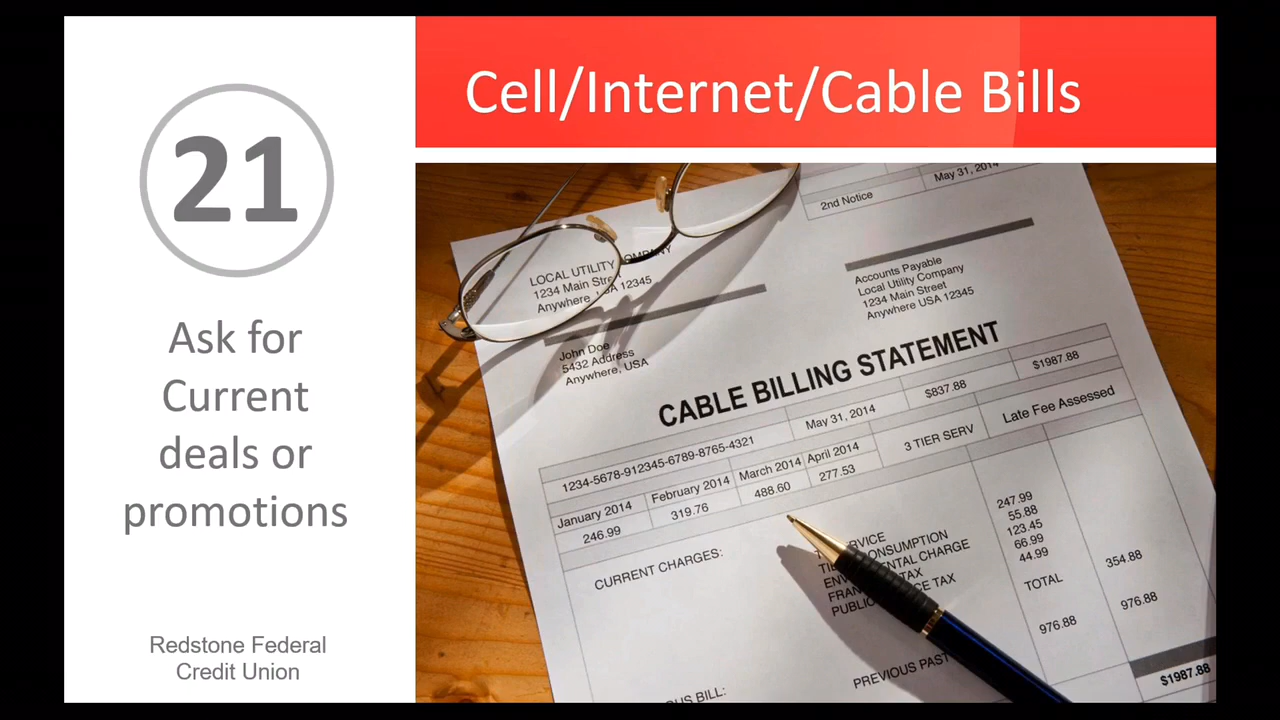 Cell/Internet/Cable Bills
21
Ask for
Current
deals or
promotions
Redstone Federal
Credit Union
May 31, 2014
2nd Notice
LOCAL UTILITY
1234 Main
Anywhere, USA 12345
Accounts Payable
Local Utility Company
1234 Main Street
Anywhere USA 12345
John Doe
5432 Address
Anywhere, USA
CABLE BILLING STATEMENT
1234-5678-912345-6789-8765-4321 May 31, 2014 $837.88 $1987.88
January 2014 February 2014 March 2014 April 2014 3 TIER SERV Late Fee Assessed
246.99 319.76 488.60 277.53
CURRENT CHARGES:
247.99
55.88
123.45
66.99
44.99
TAX
TAX
TOTAL 354.88
976.88 976.88
PREVIOUS PAST
BILL:
$1987.88